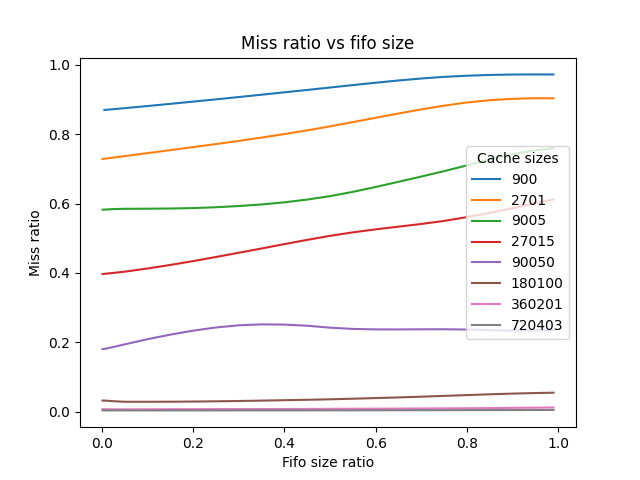 Miss ratio vs fifo size
Miss ratio
1.0
0.8
0.6
0.4
0.2
0.0
0.0 0.2 0.4 0.6 0.8 1.0
Fifo size ratio
Cache sizes
900
2701
9005
27015
90050
180100
360201
720403